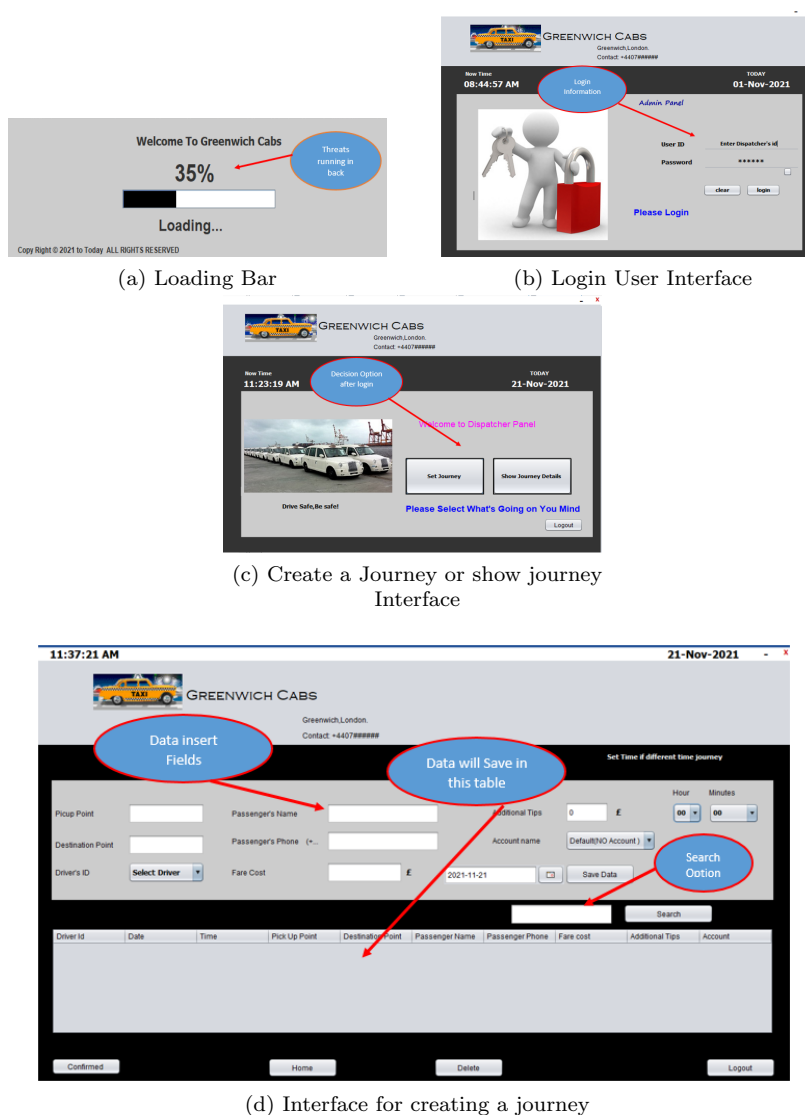 Welcome To Greenwich Cabs
35%
Threats
running in
back
Loading...
Copy Right © 2021 to Today ALL RIGHTS RESERVED
(a) Loading Bar
-
TAXI
GREENWICH CABS
Greenwich,London.
Contact: +4407######
Now Time
08:44:57 AM
Login
Information
TODAY
01-Nov-2021
Admin Panel
User ID
Enter Dispatcher's id
Password
******
clear
login
Please Login
(b) Login User Interface
- x
TAXI
GREENWICH CABS
Greenwich,London.
Contact: +4407######
Now Time
11:23:19 AM
Decision Option
after login
TODAY
21-Nov-2021
Welcome to Dispatcher Panel
Set Journey
Show Journey Details
Drive Safe,Be safe!
Please Select What's Going on You Mind
Logout
(c) Create a Journey or show journey
Interface
11:37:21 AM
21-Nov-2021 - x
TAXI
GREENWICH CABS
Greenwich,London.
Contact: +4407######
Data insert
Fields
Data will Save in
this table
Set Time if different time journey
Hour Minutes
Picup Point
Passenger's Name
Additional Tips
0
£
00
00
Destination Point
Passenger's Phone (+...
Account name
Default(NO Account )
Search
Option
Driver's ID
Select Driver
Fare Cost
£
2021-11-21
Save Data
Search
Driver Id Date Time Pick Up Point Destination Point Passenger Name Passenger Phone Fare cost Additional Tips Account
Confirmed
Home
Delete
Logout
(d) Interface for creating a journey